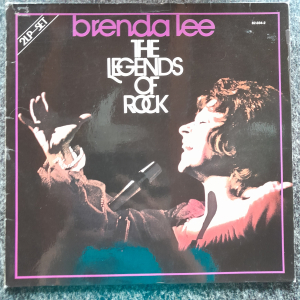 brenda lee
2LP-SET
THE
LEGENDS
OF
ROCK